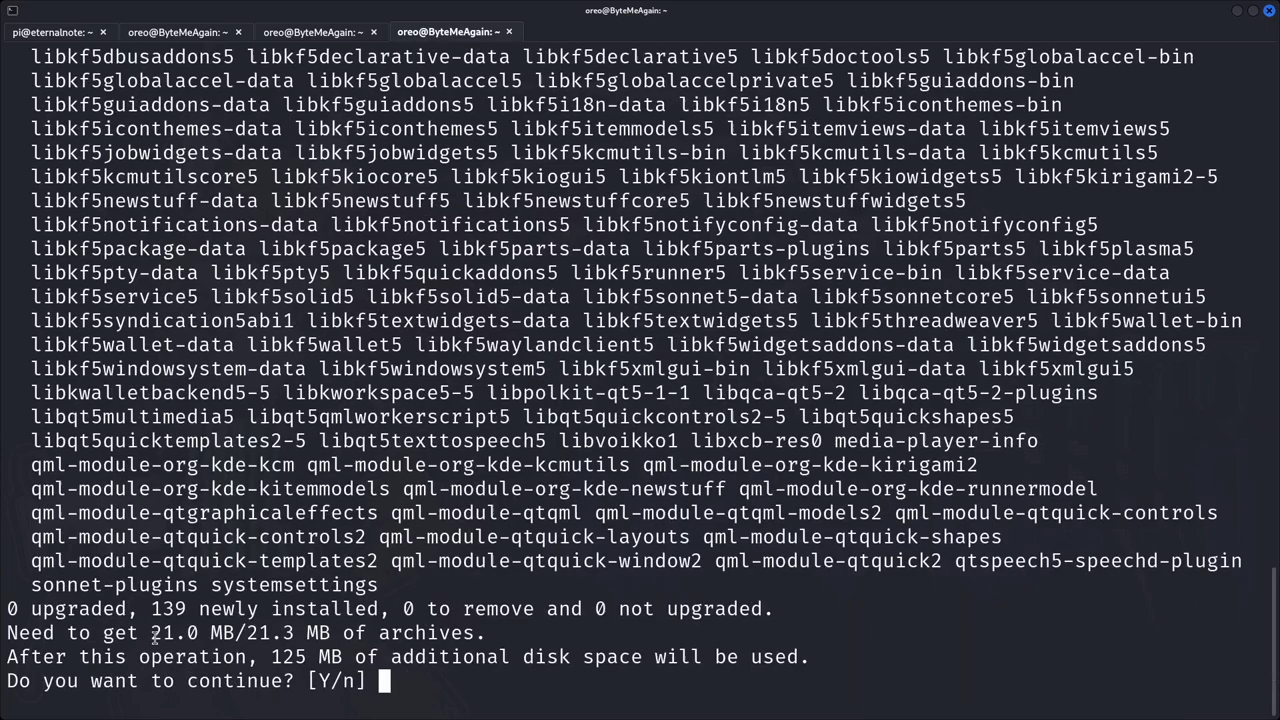 oreo@ByteMeAgain: ~
pi@eternalnote: ~ × oreo@ByteMeAgain: ~ × oreo@ByteMeAgain: ~ × oreo@ByteMeAgain: ~ ×
libkf5dbusaddons5 libkf5declarative-data libkf5declarative5 libkf5doctools5 libkf5globalaccel-bin
libkf5globalaccel-data libkf5globalaccel5 libkf5globalaccelprivate5 libkf5guiaddons-bin
libkf5guiaddons-data libkf5guiaddons5 libkf5i18n-data libkf5i18n5 libkf5iconthemes-bin
libkf5iconthemes-data libkf5iconthemes5 libkf5itemmodels5 libkf5itemviews-data libkf5itemviews5
libkf5jobwidgets-data libkf5jobwidgets5 libkf5kcmutils-bin libkf5kcmutils-data libkf5kcmutils5
libkf5kcmutilscore5 libkf5kiocore5 libkf5kiogui5 libkf5kiontlm5 libkf5kiowidgets5 libkf5kirigami2-5
libkf5newstuff-data libkf5newstuff5 libkf5newstuffcore5 libkf5newstuffwidgets5
libkf5notifications-data libkf5notifications5 libkf5notifyconfig-data libkf5notifyconfig5
libkf5package-data libkf5package5 libkf5parts-data libkf5parts-plugins libkf5parts5 libkf5plasma5
libkf5pty-data libkf5pty5 libkf5quickaddons5 libkf5runner5 libkf5service-bin libkf5service-data
libkf5service5 libkf5solid5 libkf5solid5-data libkf5sonnet5-data libkf5sonnetcore5 libkf5sonnetui5
libkf5syndication5abi1 libkf5textwidgets-data libkf5textwidgets5 libkf5threadweaver5 libkf5wallet-bin
libkf5wallet-data libkf5wallet5 libkf5waylandclient5 libkf5widgetsaddons-data libkf5widgetsaddons5
libkf5windowsystem-data libkf5windowsystem5 libkf5xmlgui-bin libkf5xmlgui-data libkf5xmlgui5
libkwalletbackend5-5 libkworkspace5-5 libpolkit-qt5-1-1 libqca-qt5-2 libqca-qt5-2-plugins
libqt5multimedia5 libqt5qmlworkerscript5 libqt5quickcontrols2-5 libqt5quickshapes5
libqt5quicktemplates2-5 libqt5texttospeech5 libvoikko1 libxcb-res0 media-player-info
qml-module-org-kde-kcm qml-module-org-kde-kcmutils qml-module-org-kde-kirigami2
qml-module-org-kde-kitemmodels qml-module-org-kde-newstuff qml-module-org-kde-runnermodel
qml-module-qtgraphicaleffects qml-module-qtqml qml-module-qtqml-models2 qml-module-qtquick-controls
qml-module-qtquick-controls2 qml-module-qtquick-layouts qml-module-qtquick-shapes
qml-module-qtquick-templates2 qml-module-qtquick-window2 qml-module-qtquick2 qtspeech5-speechd-plugin
sonnet-plugins systemsettings
0 upgraded, 139 newly installed, 0 to remove and 0 not upgraded.
Need to get 21.0 MB/21.3 MB of archives.
After this operation, 125 MB of additional disk space will be used.
Do you want to continue? [Y/n]